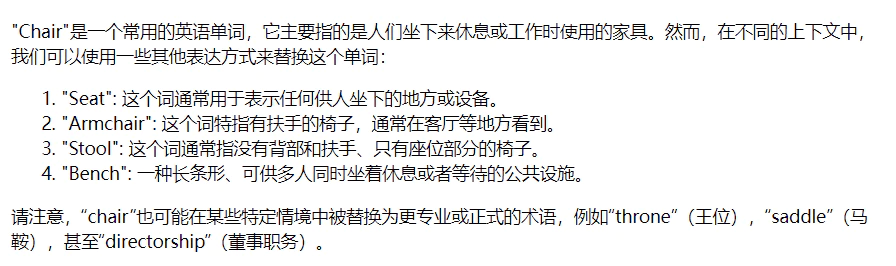 "Chair"是一个常用的英语单词，它主要指的是人们坐下来休息或工作时使用的家具。然而，在不同的上下文中，
我们可以使用一些其他表达方式来替换这个单词：
1. "Seat": 这个词通常用于表示任何供人坐下的地方或设备。
2. "Armchair": 这个词特指有扶手的椅子，通常在客厅等地方看到。
3. "Stool": 这个词通常指没有背部和扶手、只有座位部分的椅子。
4. "Bench": 一种长条形、可供多人同时坐着休息或者等待的公共设施。
请注意，“chair”也可能在某些特定情境中被替换为更专业或正式的术语，例如“throne”（王位），“saddle”（马
鞍），甚至“directorship”（董事职务）。